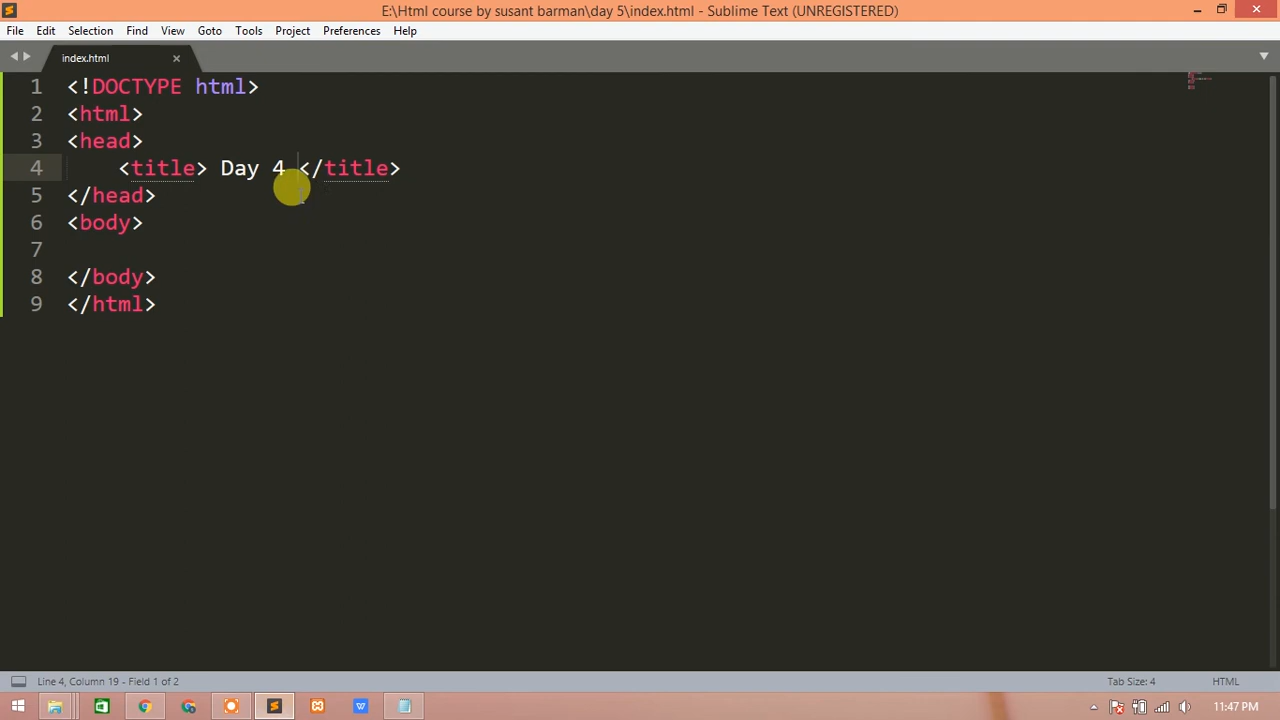 E:\Html course by susant barman\day 5\index.html - Sublime Text (UNREGISTERED)
File Edit Selection Find View Goto Tools Project Preferences Help
index.html
1 <!DOCTYPE html>
2 <html>
3 <head>
4 <title> Day 4 </title>
5 </head>
6 <body>
7
8 </body>
9 </html>
Line 4, Column 19 - Field 1 of 2 Tab Size: 4 HTML
11:47 PM